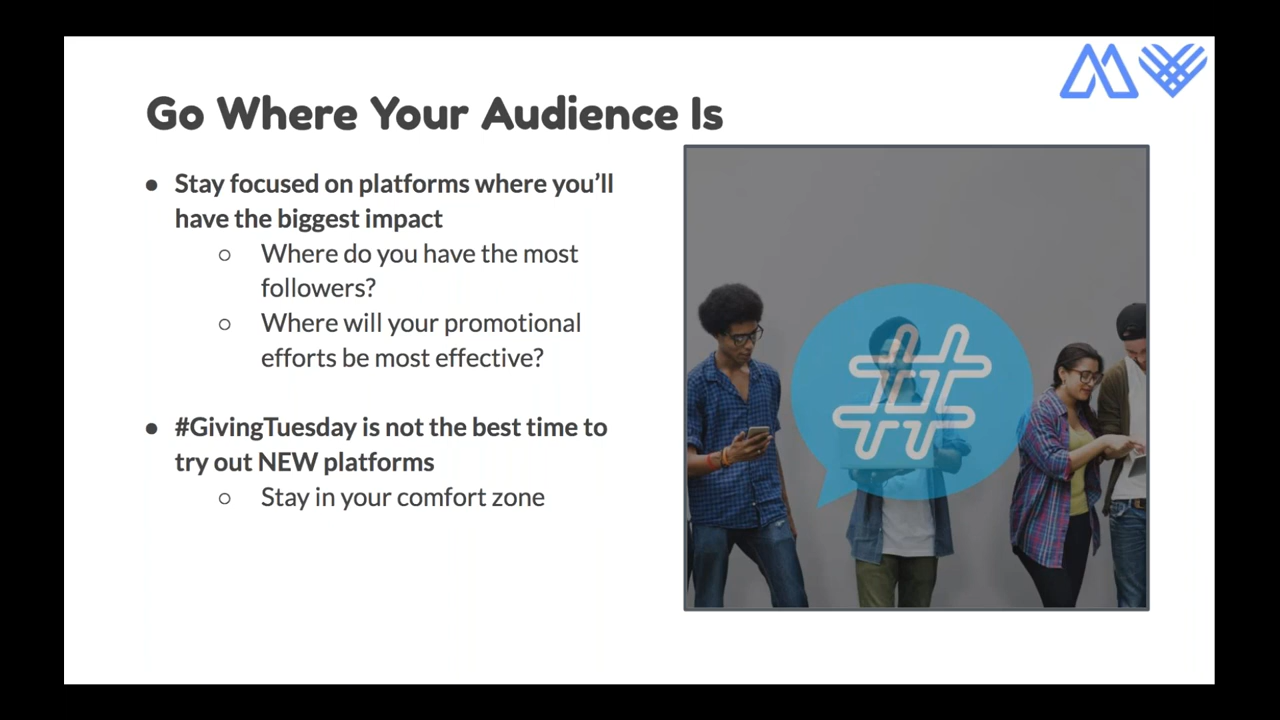 Go Where Your Audience Is
● Stay focused on platforms where you’ll
have the biggest impact
○ Where do you have the most
followers?
○ Where will your promotional
efforts be most effective?
● #GivingTuesday is not the best time to
try out NEW platforms
○ Stay in your comfort zone
#